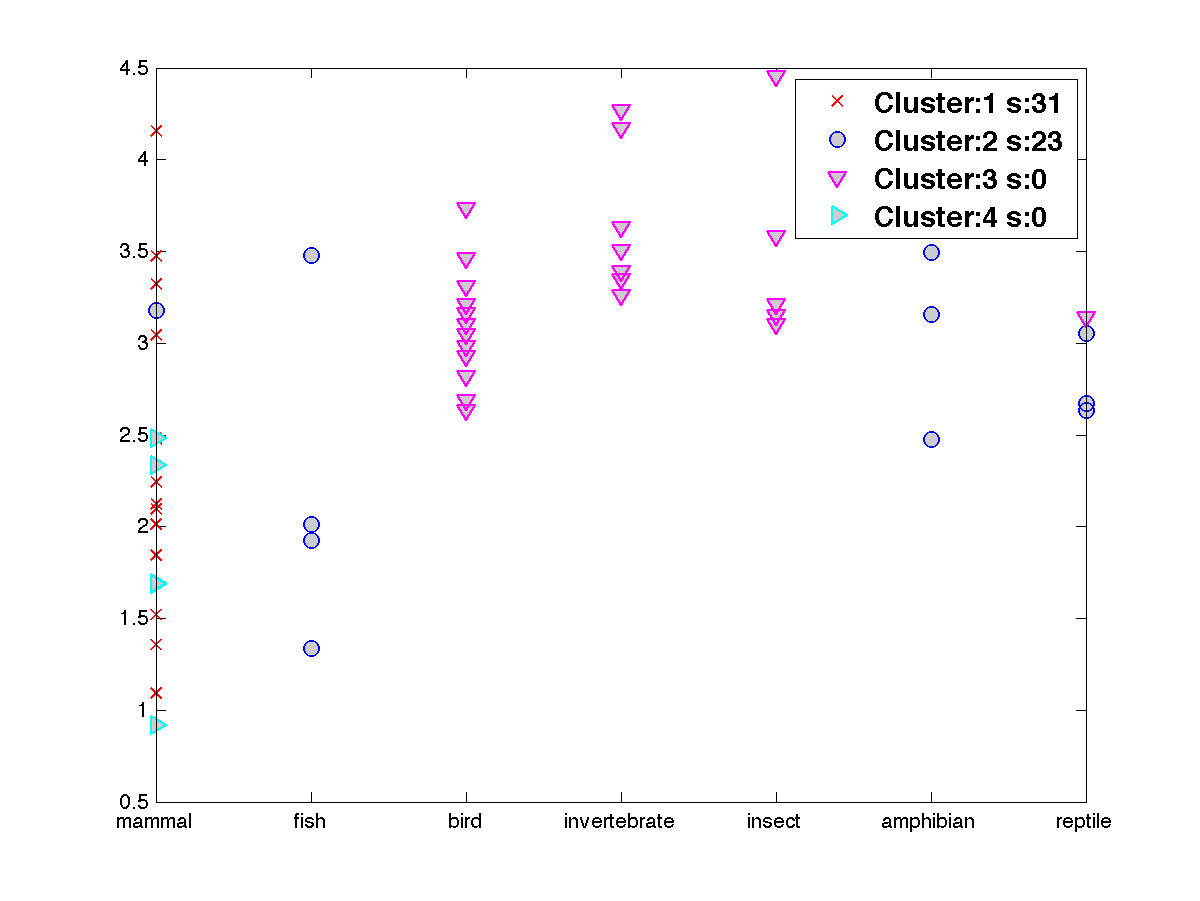 4.5
4
3.5
3
2.5
2
1.5
1
0.5
mammal fish bird invertebrate insect amphibian reptile
Cluster:1 s:31
Cluster:2 s:23
Cluster:3 s:0
Cluster:4 s:0